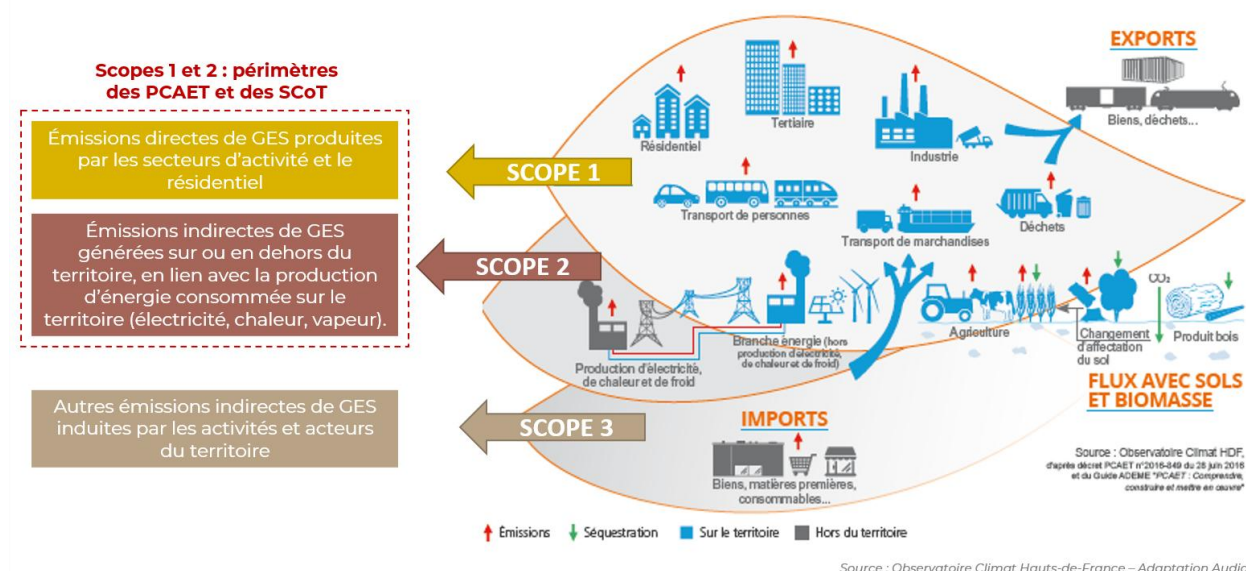 Scopes 1 et 2 : périmètres
des PCAET et des SCoT
Émissions directes de GES produites
par les secteurs d'activité et le
résidentiel
Émissions indirectes de GES
générées sur ou en dehors du
territoire, en lien avec la production
d'énergie consommée sur le
territoire (électricité, chaleur, vapeur).
Autres émissions indirectes de GES
induites par les activités et acteurs
du territoire
SCOPE 1
SCOPE 2
SCOPE 3
Résidentiel
Tertiaire
Industrie
EXPORTS
Biens, déchets...
Transport de personnes
Transport de marchandises
Déchets
Production d'électricité,
de chaleur et de froid
Branche énergie (hors
production d'électricité,
de chaleur et de froid)
Agriculture
Changement
d'affectation
du sol
CO₂
Produit bois
FLUX AVEC SOLS
ET BIOMASSE
IMPORTS
Biens, matières premières,
consommables...
Source : Observatoire Climat HDF,
d'après décret PCAET n°2016-849 du 28 juin 2016
et du Guide ADEME "PCAET : Comprendre,
construire et mettre en œuvre"
Émissions
Séquestration
Sur le territoire
Hors du territoire
Source : Observatoire Climat Hauts-de-France – Adaptation Audic